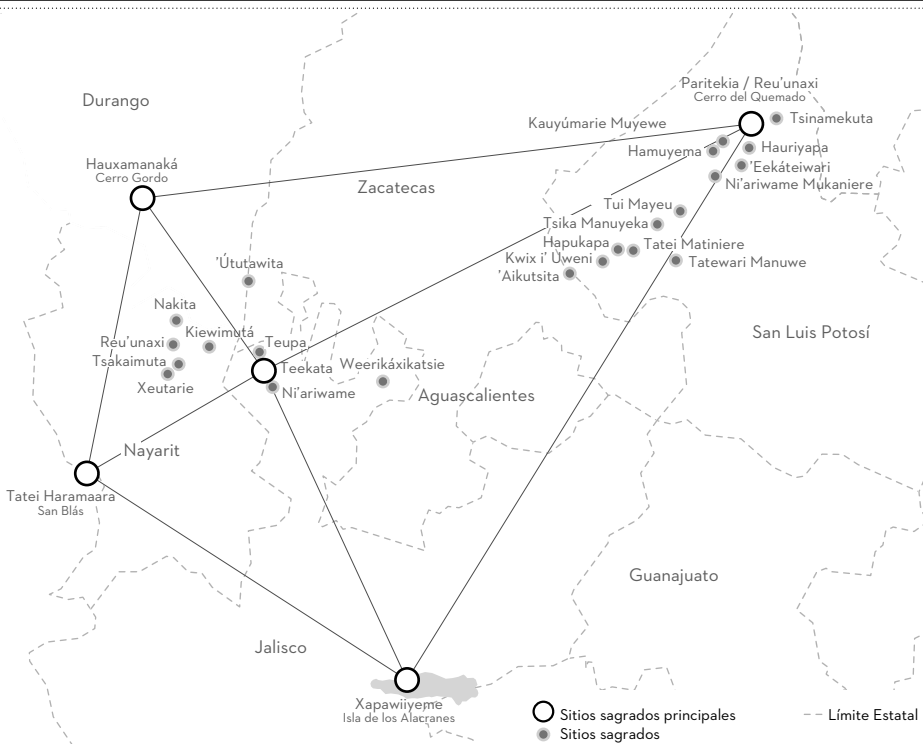 Paritekia / Reu'unaxi
Cerro del Quemado
Durango
Tsinamekuta
Kauyúmarie Muyewe
Hauriyapa
Hamuyema
'Eekáteiwari
Hauxamanaká
Cerro Gordo
Ni'ariwame Mukaniere
Zacatecas
Tui Mayeu
Tsika Manuyeka
Hapukapa
Tatei Matiniere
Kwix i' Uweni
Tatewari Manuwe
'Aikutsita
'Útutawita
Nakita
Kiewimutá
San Luis Potosí
Reu'unaxi
Teupa
Tsakaimuta
Teekata
Weerikáxikatsie
Xeutarie
Ni'ariwame
Aguascalientes
Nayarit
Tatei Haramaara
San Blás
Guanajuato
Jalisco
Xapawiiyeme
Isla de los Alacranes
Sitios sagrados principales
Límite Estatal
Sitios sagrados